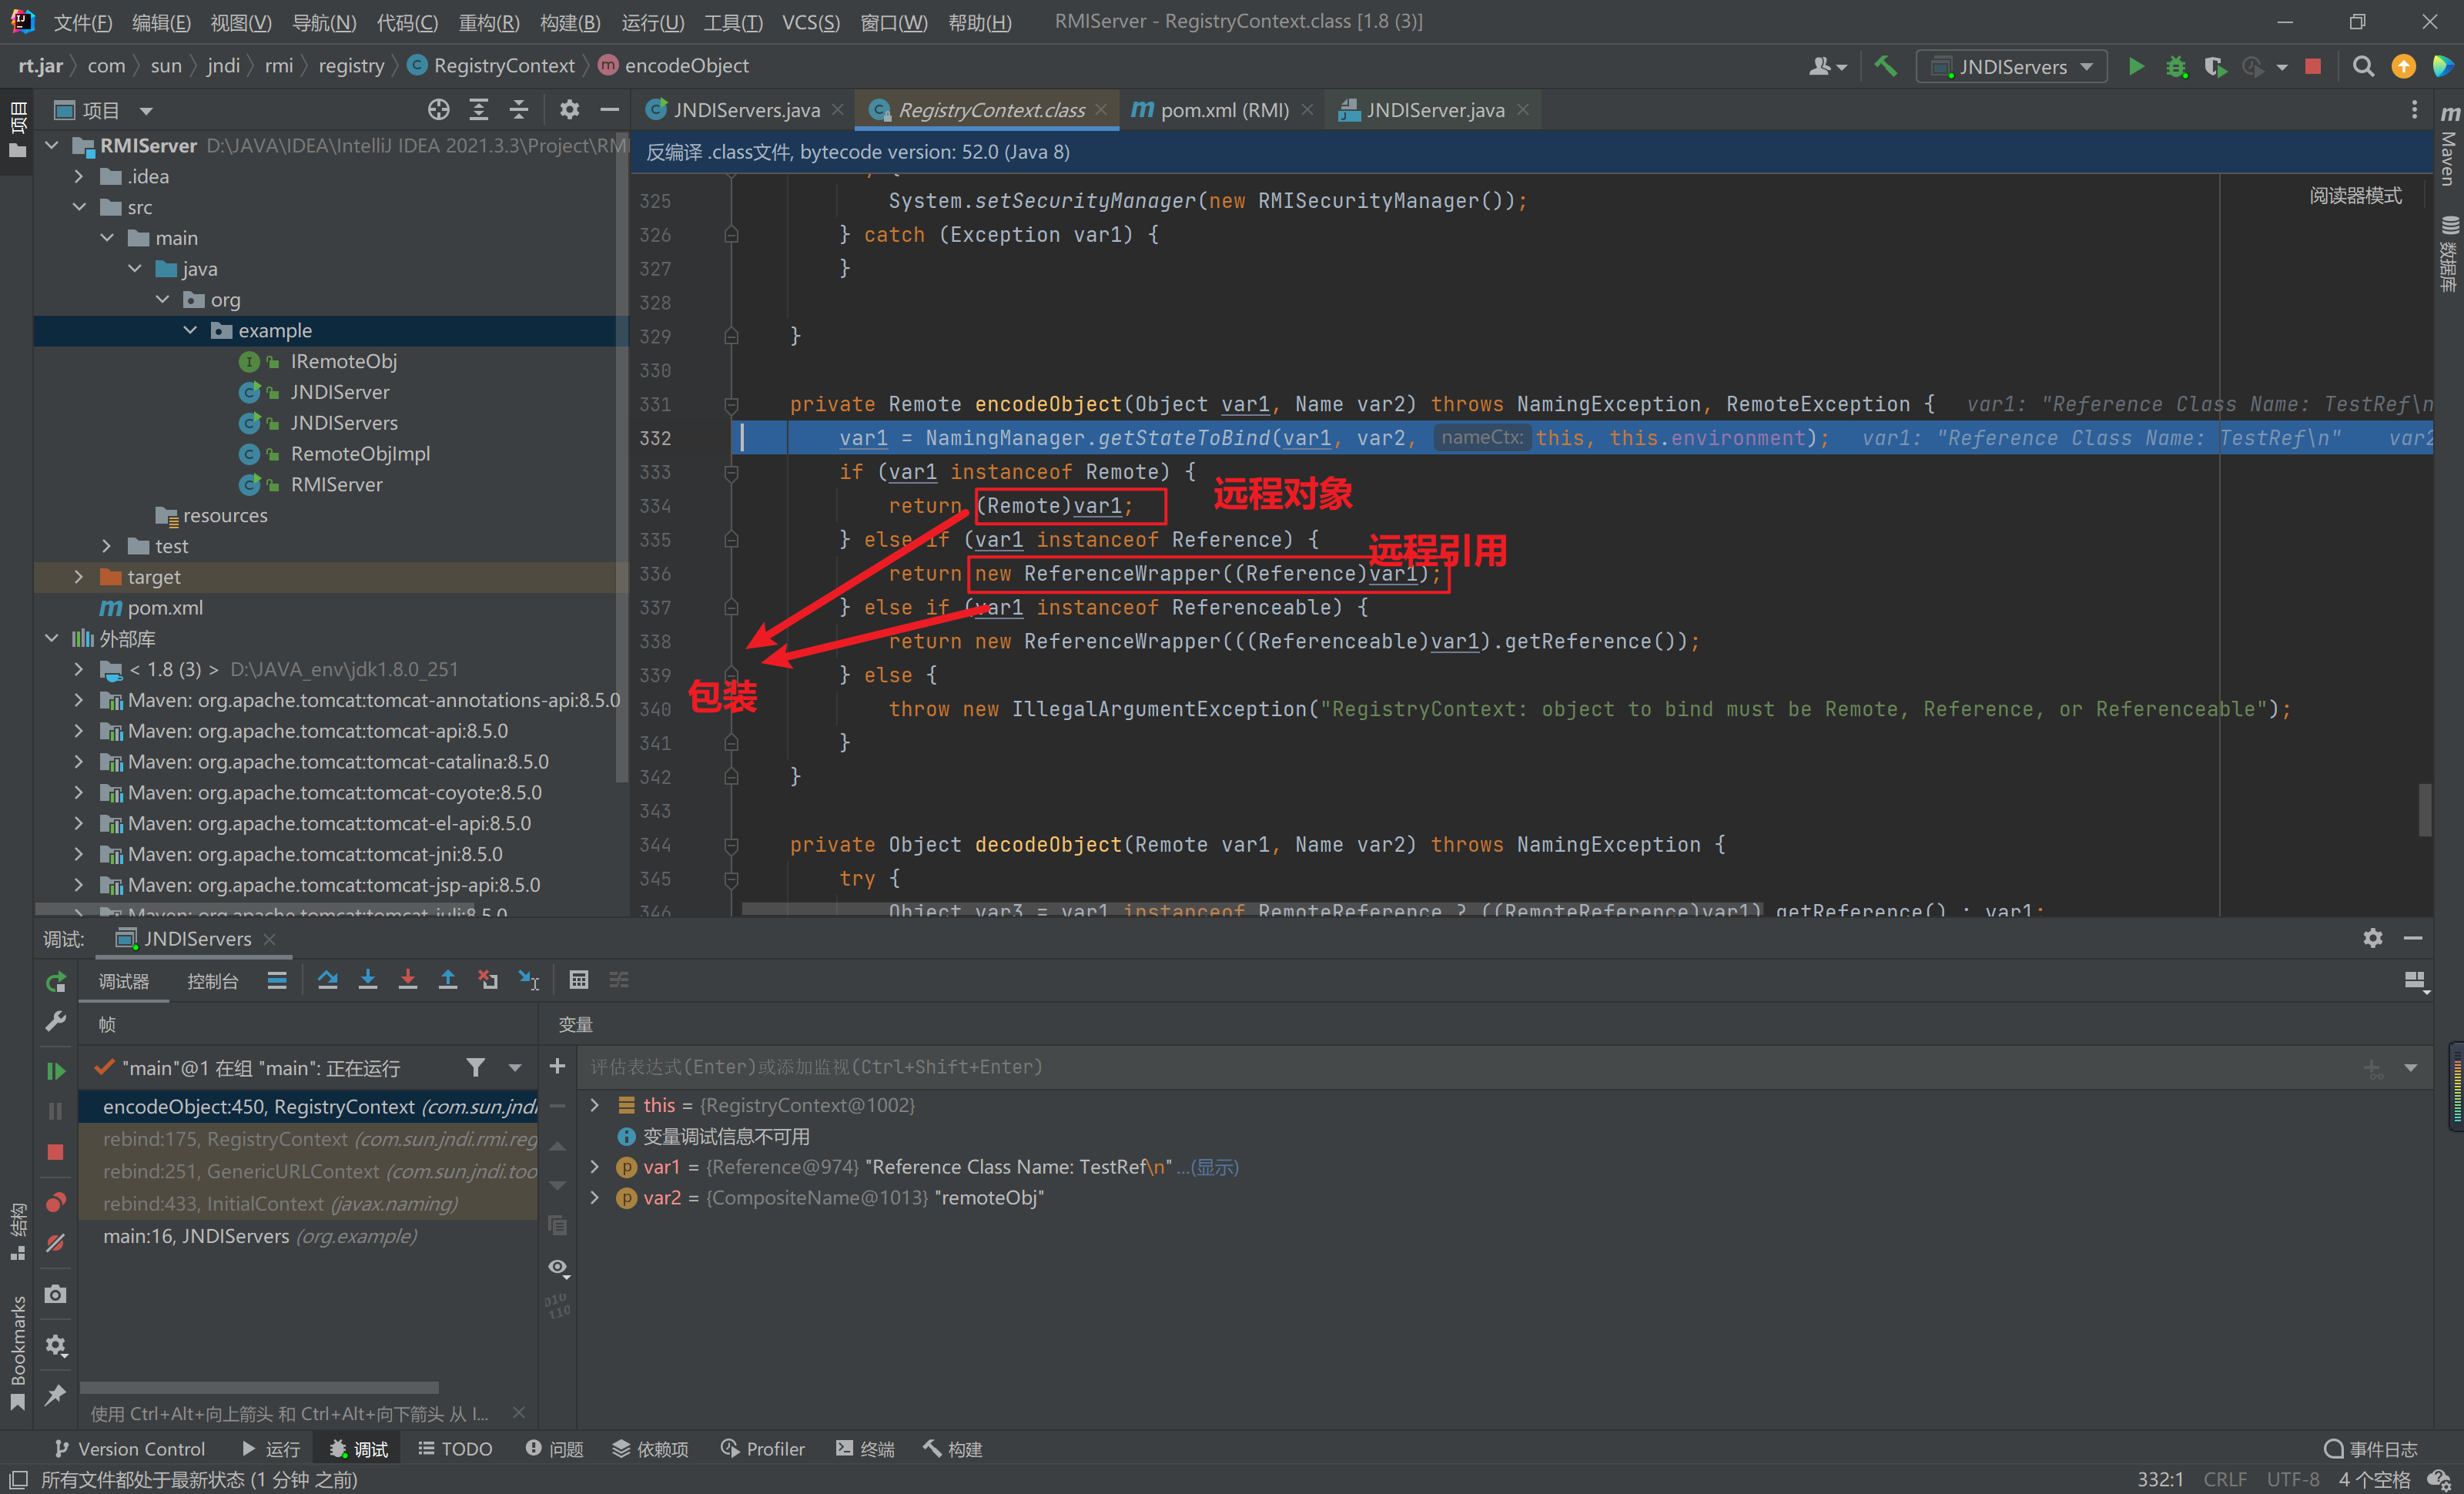 文件(F) 编辑(E) 视图(V) 导航(N) 代码(C) 重构(R) 构建(B) 运行(U) 工具(T) VCS(S) 窗口(W) 帮助(H) RMIServer - RegistryContext.class [1.8 (3)]
rt.jar com sun jndi rmi registry RegistryContext encodeObject JNDIServers
项目
项目
JNDIServers.java RegistryContext.class pom.xml (RMI) JNDIServer.java
Maven
数据库
反编译 .class文件, bytecode version: 52.0 (Java 8)
阅读器模式
RMIServer D:\JAVA\IDEA\IntelliJ IDEA 2021.3.3\Project\RM
.idea
src
main
java
org
example
IRemoteObj
JNDIServer
JNDIServers
RemoteObjImpl
RMIServer
resources
test
target
pom.xml
外部库
< 1.8 (3) > D:\JAVA_env\jdk1.8.0_251
Maven: org.apache.tomcat:tomcat-annotations-api:8.5.0
Maven: org.apache.tomcat:tomcat-api:8.5.0
Maven: org.apache.tomcat:tomcat-catalina:8.5.0
Maven: org.apache.tomcat:tomcat-coyote:8.5.0
Maven: org.apache.tomcat:tomcat-el-api:8.5.0
Maven: org.apache.tomcat:tomcat-jni:8.5.0
Maven: org.apache.tomcat:tomcat-jsp-api:8.5.0
Maven: org.apache.tomcat:tomcat-juli:8.5.0
325 System.setSecurityManager(new RMISecurityManager());
326 } catch (Exception var1) {
327 }
328
329 }
330
331 private Remote encodeObject(Object var1, Name var2) throws NamingException, RemoteException { var1: "Reference Class Name: TestRef\n
332 var1 = NamingManager.getStateToBind(var1, var2, nameCtx: this, this.environment); var1: "Reference Class Name: TestRef\n" var2
333 if (var1 instanceof Remote) {
334 return (Remote)var1; 远程对象
335 } else if (var1 instanceof Reference) {
远程引用
336 return new ReferenceWrapper((Reference)var1);
337 } else if (var1 instanceof Referenceable) {
338 return new ReferenceWrapper(((Referenceable)var1).getReference());
339 } else {
包装
340 throw new IllegalArgumentException("RegistryContext: object to bind must be Remote, Reference, or Referenceable");
341 }
342 }
343
344 private Object decodeObject(Remote var1, Name var2) throws NamingException {
345 try {
346 Object var3 = var1 instanceof RemoteReference ? ((RemoteReference)var1).getReference() : var1;
调试: JNDIServers
调试器 控制台
帧 变量
"main"@1 在组 "main": 正在运行
评估表达式(Enter)或添加监视(Ctrl+Shift+Enter)
encodeObject:450, RegistryContext (com.sun.jndi
rebind:175, RegistryContext (com.sun.jndi.rmi.reg
rebind:251, GenericURLContext (com.sun.jndi.too
rebind:433, InitialContext (javax.naming)
main:16, JNDIServers (org.example)
this = {RegistryContext@1002}
变量调试信息不可用
var1 = {Reference@974} "Reference Class Name: TestRef\n" ...(显示)
var2 = {CompositeName@1013} "remoteObj"
结构
Bookmarks
使用 Ctrl+Alt+向上箭头 和 Ctrl+Alt+向下箭头 从 I...
Version Control 运行 调试 TODO 问题 依赖项 Profiler 终端 构建 事件日志
所有文件都处于最新状态 (1 分钟 之前) 332:1 CRLF UTF-8 4 个空格